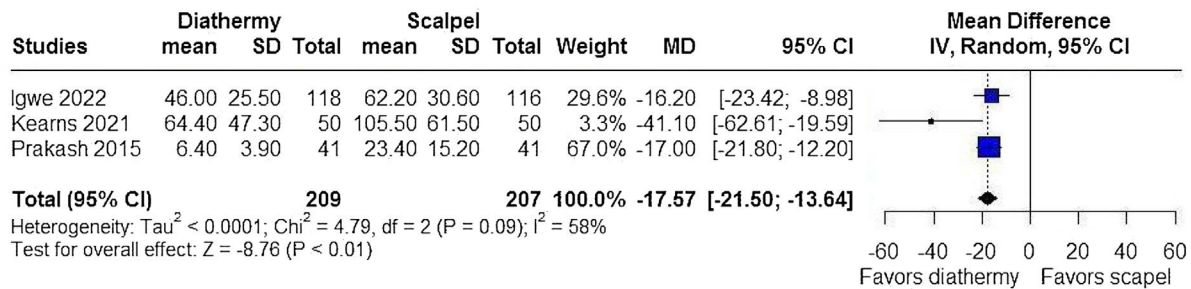 Diathermy Scalpel Mean Difference
Studies mean SD Total mean SD Total Weight MD 95% CI IV, Random, 95% CI
Igwe 2022 46.00 25.50 118 62.20 30.60 116 29.6% -16.20 [-23.42; -8.98]
Kearns 2021 64.40 47.30 50 105.50 61.50 50 3.3% -41.10 [-62.61; -19.59]
Prakash 2015 6.40 3.90 41 23.40 15.20 41 67.0% -17.00 [-21.80; -12.20]
Total (95% CI) 209 207 100.0% -17.57 [-21.50; -13.64]
Heterogeneity: Tau² < 0.0001; Chi² = 4.79, df = 2 (P = 0.09); I² = 58%
Test for overall effect: Z = -8.76 (P < 0.01)
-60 -40 -20 0 20 40 60
Favors diathermy Favors scapel